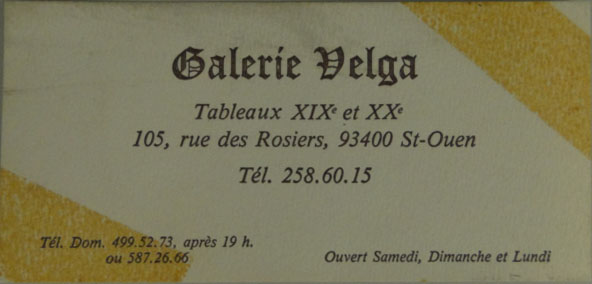 Galerie Velga
Tableaux XIXe et XXe
105, rue des Rosiers, 93400 St-Ouen
Tél. 258.60.15
Tél. Dom. 499.52.73, après 19 h.
ou 587.26.66
Ouvert Samedi, Dimanche et Lundi